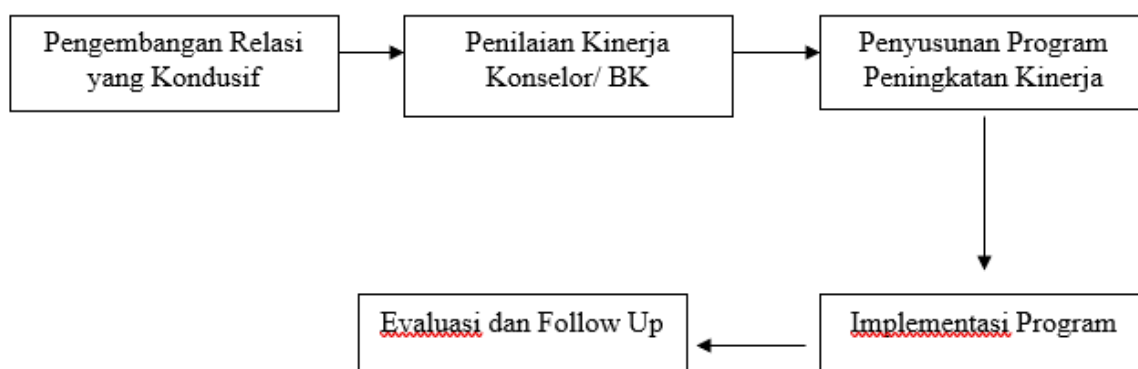 Pengembangan Relasi
yang Kondusif
Penilaian Kinerja
Konselor/ BK
Penyusunan Program
Peningkatan Kinerja
Implementasi Program
Evaluasi dan Follow Up